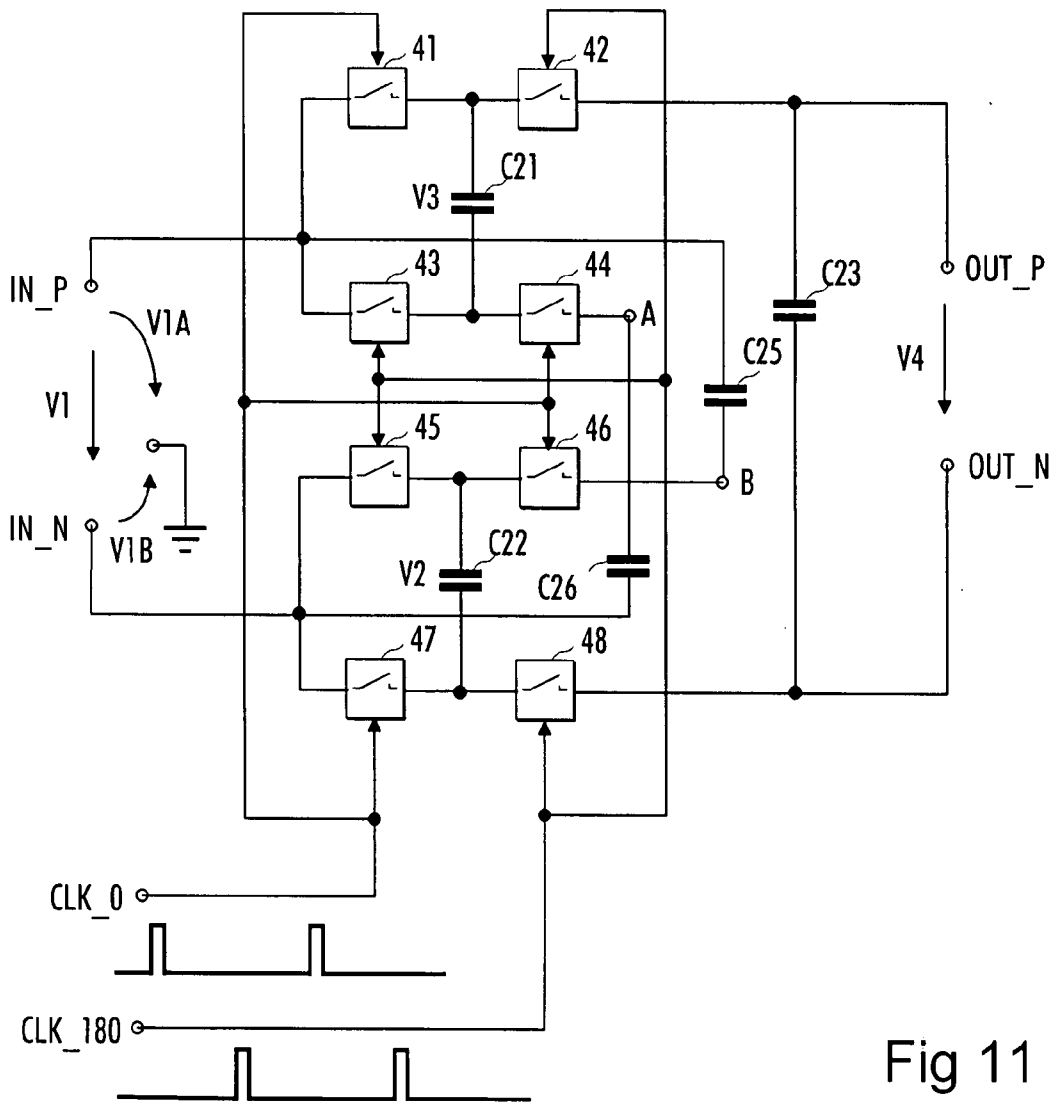 41
42
C21
V3
43
44
IN_P
A
OUT_P
C23
V1A
C25
V1
V4
45
46
B
OUT_N
IN_N
V1B
C22
V2
C26
47
48
CLK_0
CLK_180
Fig 11